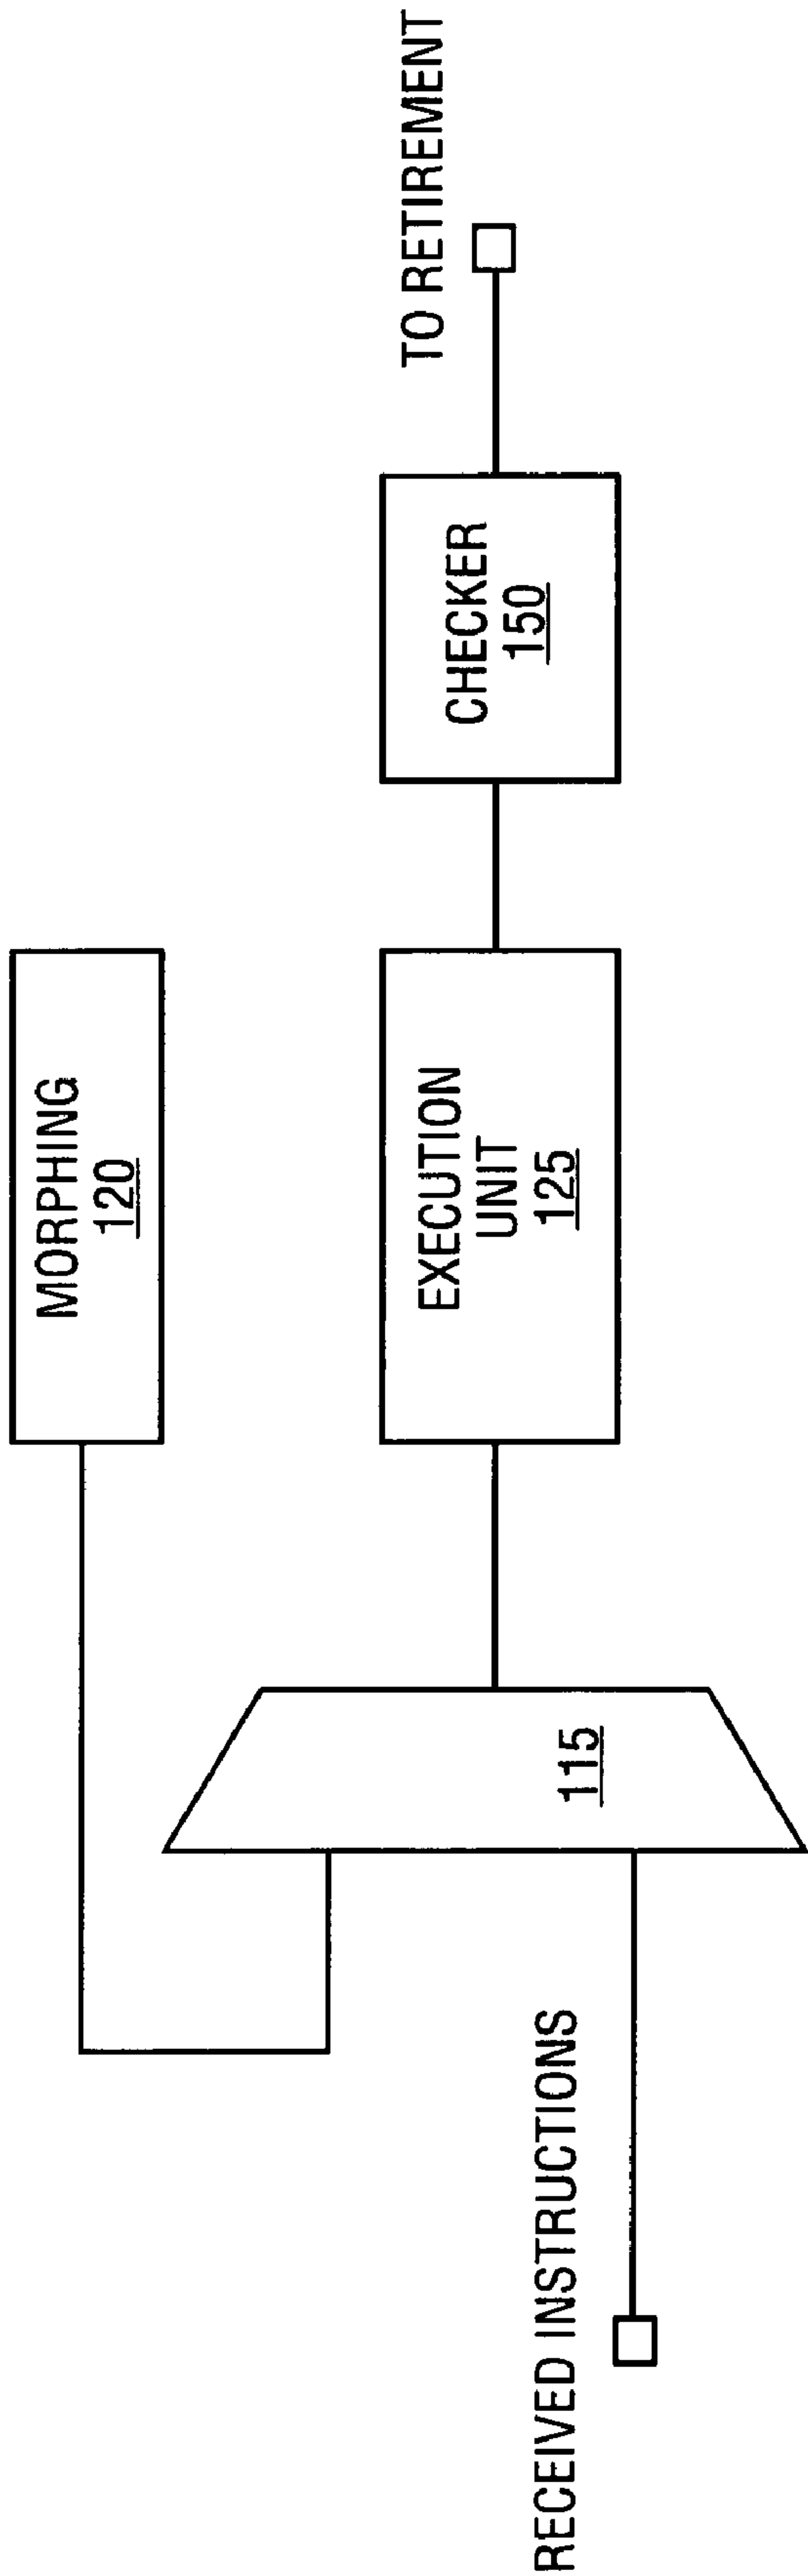 MORPHING
120
TO RETIREMENT
EXECUTION
UNIT
125
CHECKER
150
RECEIVED INSTRUCTIONS
115